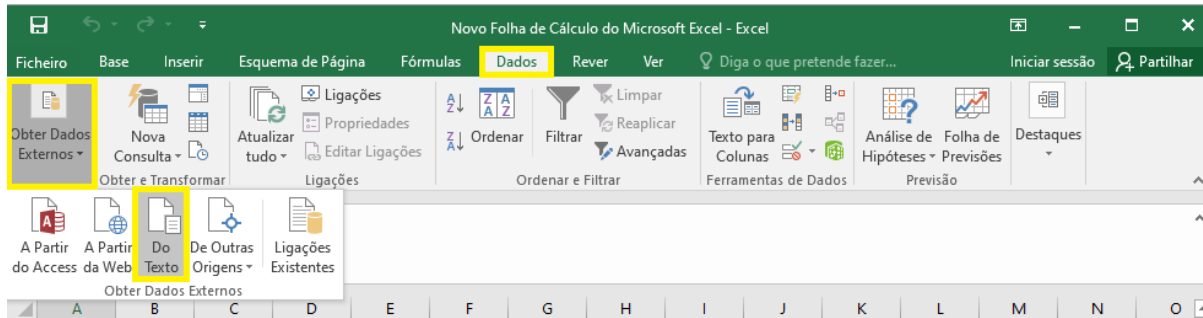 Novo Folha de Cálculo do Microsoft Excel - Excel
Ficheiro Base Inserir Esquema de Página Fórmulas Dados Rever Ver Diga o que pretende fazer... Iniciar sessão Partilhar
Obter Dados
Externos
Nova
Consulta
Atualizar
tudo
Ligações
Propriedades
Editar Ligações
Ordenar
Filtrar
Limpar
Reaplicar
Avançadas
Texto para
Colunas
Análise de
Hipóteses
Folha de
Previsões
Destaques
Obter e Transformar Ligações Ordenar e Filtrar Ferramentas de Dados Previsão
A Partir
do Access
A Partir
da Web
Do
Texto
De Outras
Origens
Ligações
Existentes
Obter Dados Externos
A B C D E F G H I J K L M N O